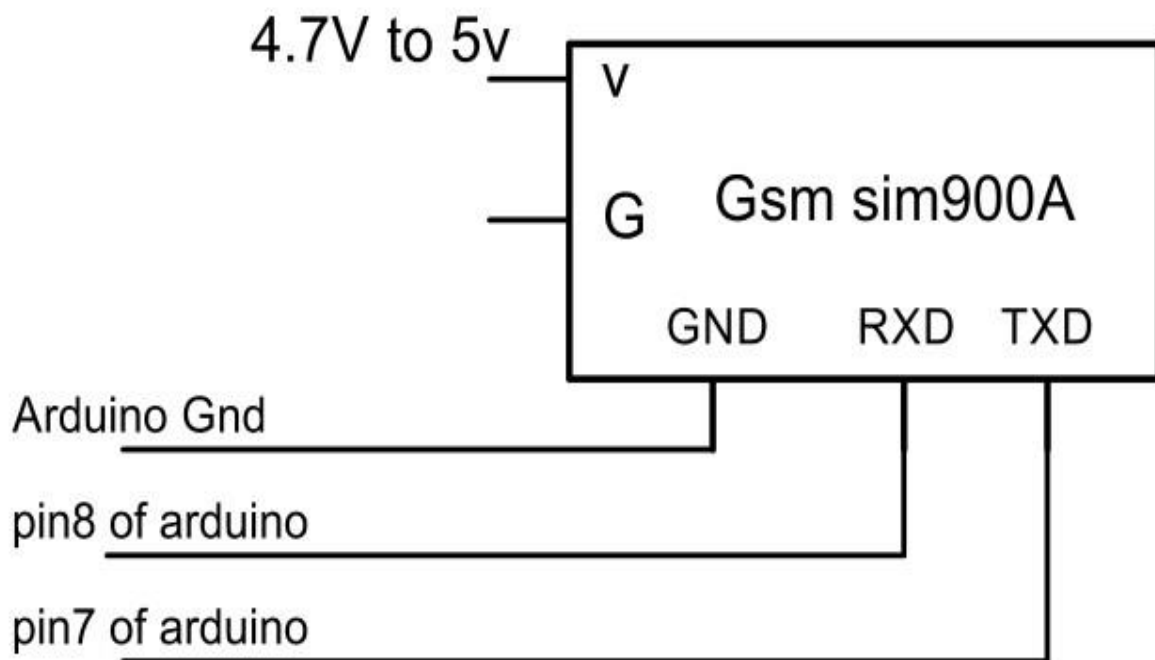 4.7V to 5v
v
G
Gsm sim900A
GND RXD TXD
Arduino Gnd
pin8 of arduino
pin7 of arduino